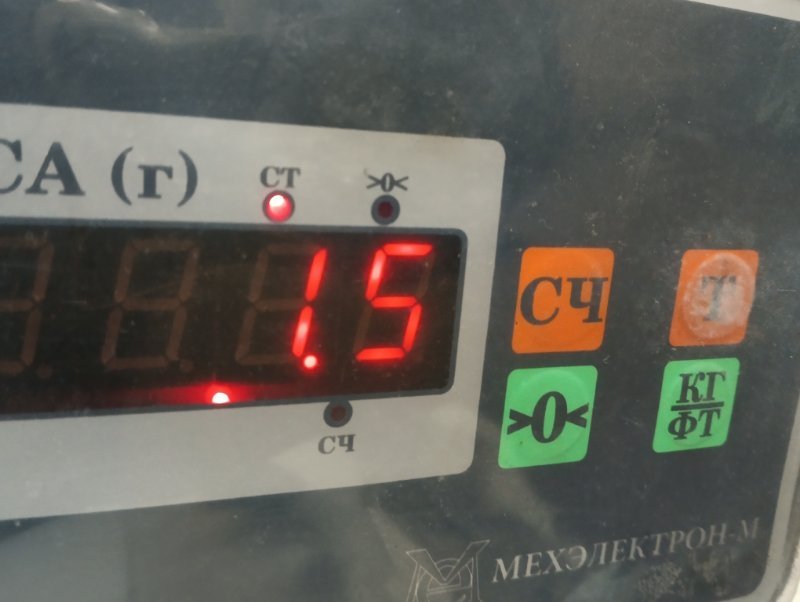 СА (г)
СТ >0<
1.5
СЧ
СЧ Т
>0< КГ
ФТ
МЕХЭЛЕКТРОН-М